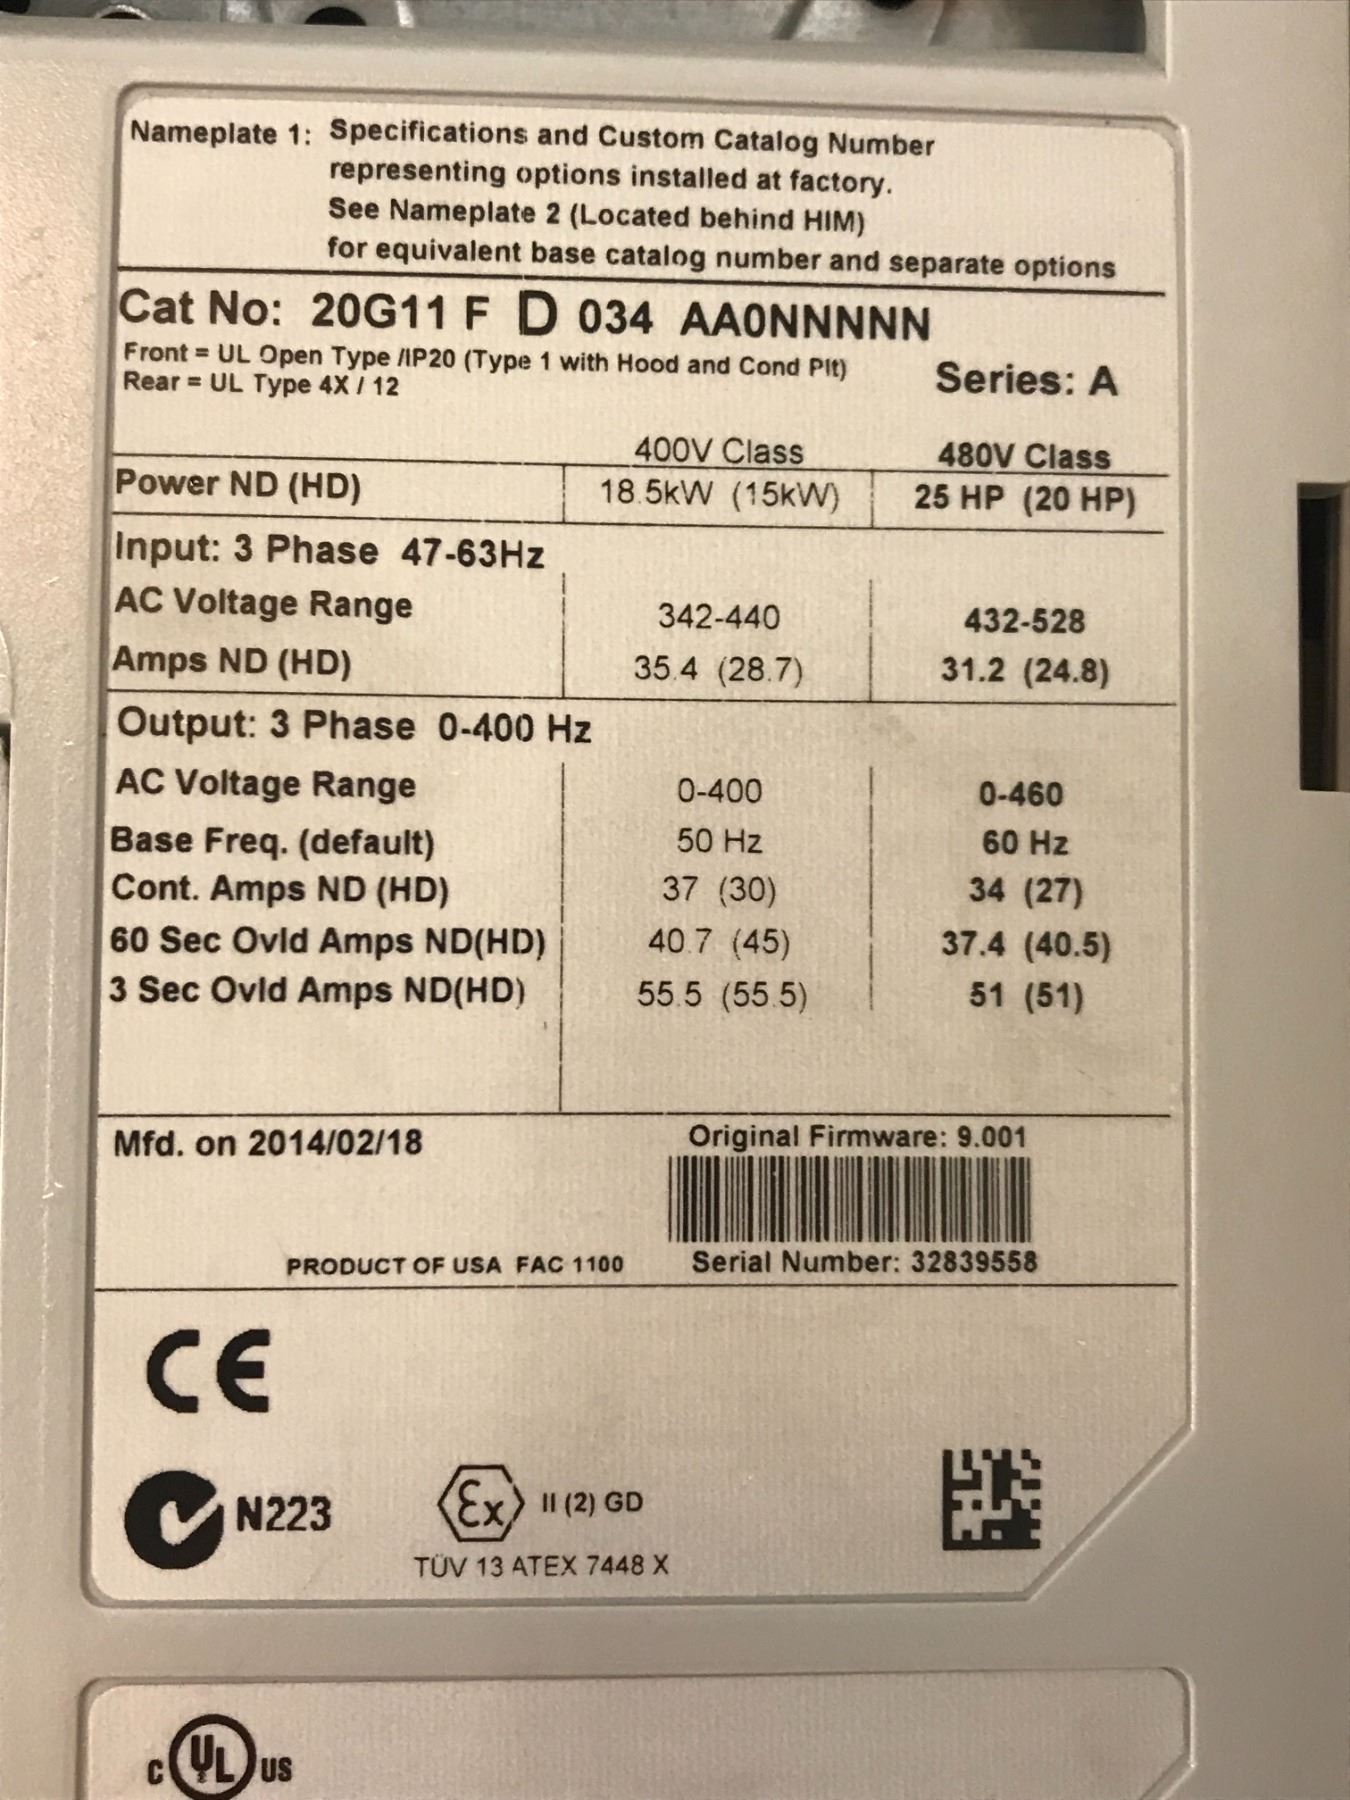 Nameplate 1: Specifications and Custom Catalog Number
representing options installed at factory.
See Nameplate 2 (Located behind HIM)
for equivalent base catalog number and separate options
Cat No: 20G11 F D 034 AA0NNNNN
Front = UL Open Type /IP20 (Type 1 with Hood and Cond Plt)
Rear = UL Type 4X / 12
Series: A
400V Class 480V Class
Power ND (HD) 18.5kW (15kW) 25 HP (20 HP)
Input: 3 Phase 47-63Hz
AC Voltage Range 342-440 432-528
Amps ND (HD) 35.4 (28.7) 31.2 (24.8)
Output: 3 Phase 0-400 Hz
AC Voltage Range 0-400 0-460
Base Freq. (default) 50 Hz 60 Hz
Cont. Amps ND (HD) 37 (30) 34 (27)
60 Sec Ovld Amps ND(HD) 40.7 (45) 37.4 (40.5)
3 Sec Ovld Amps ND(HD) 55.5 (55.5) 51 (51)
Mfd. on 2014/02/18
Original Firmware: 9.001
PRODUCT OF USA FAC 1100
Serial Number: 32839558
CE
N223
Ex II (2) GD
TÜV 13 ATEX 7448 X
c UL US